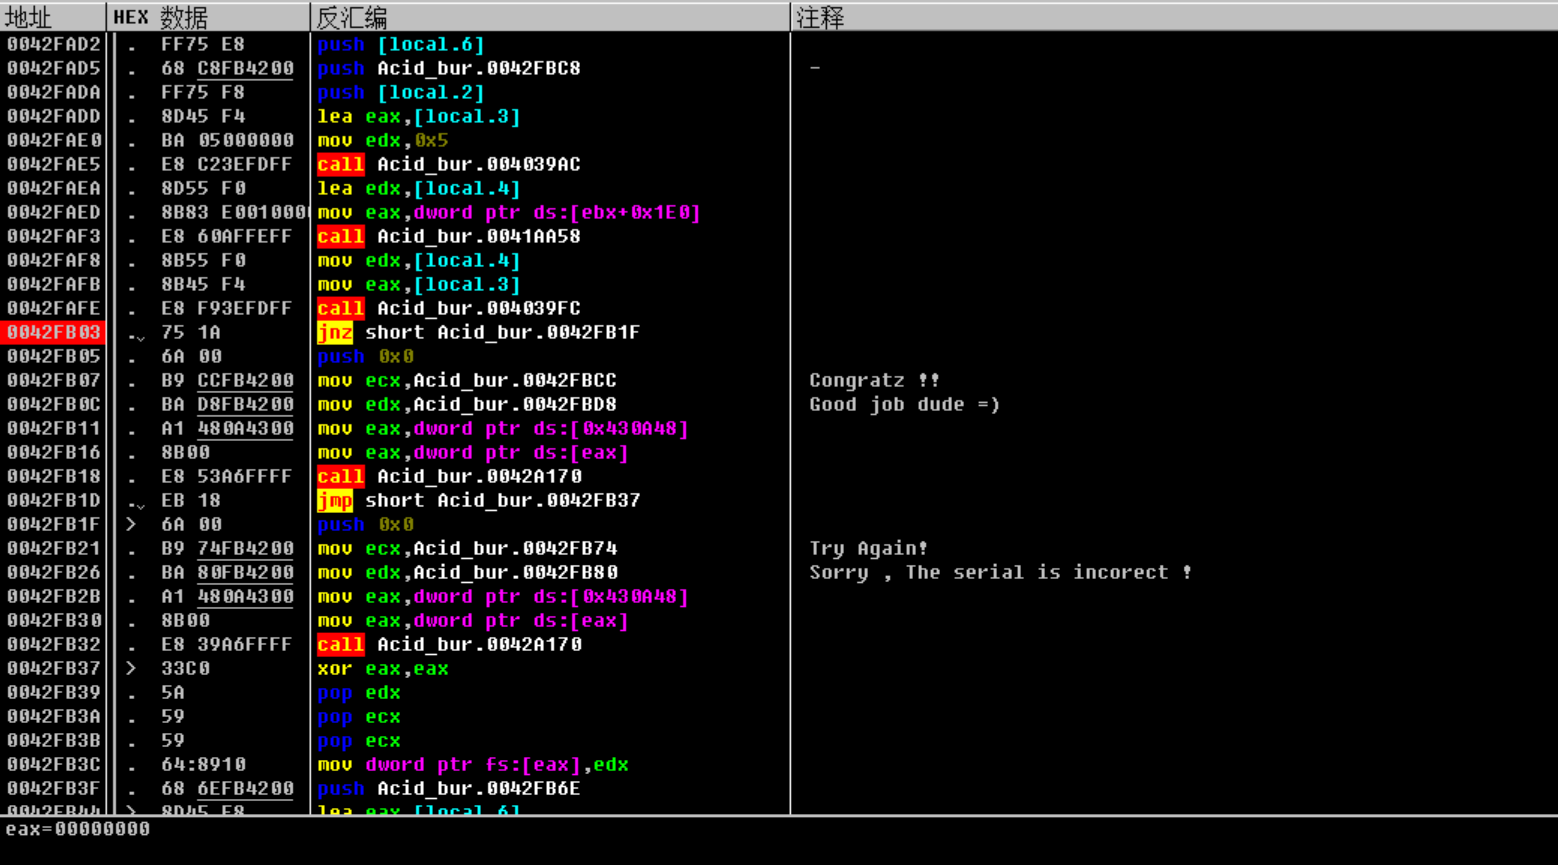 地址 HEX 数据 反汇编 注释
0042FAD2 . FF75 E8 push [local.6]
0042FAD5 . 68 C8FB4200 push Acid_bur.0042FBC8 -
0042FADA . FF75 F8 push [local.2]
0042FADD . 8D45 F4 lea eax,[local.3]
0042FAE0 . BA 05000000 mov edx,0x5
0042FAE5 . E8 C23EFDFF call Acid_bur.004039AC
0042FAEA . 8D55 F0 lea edx,[local.4]
0042FAED . 8B83 E001000 mov eax,dword ptr ds:[ebx+0x1E0]
0042FAF3 . E8 60AFFEFF call Acid_bur.0041AA58
0042FAF8 . 8B55 F0 mov edx,[local.4]
0042FAFB . 8B45 F4 mov eax,[local.3]
0042FAFE . E8 F93EFDFF call Acid_bur.004039FC
0042FB03 .⌄ 75 1A jnz short Acid_bur.0042FB1F
0042FB05 . 6A 00 push 0x0
0042FB07 . B9 CCFB4200 mov ecx,Acid_bur.0042FBCC Congratz !!
0042FB0C . BA D8FB4200 mov edx,Acid_bur.0042FBD8 Good job dude =)
0042FB11 . A1 480A4300 mov eax,dword ptr ds:[0x430A48]
0042FB16 . 8B00 mov eax,dword ptr ds:[eax]
0042FB18 . E8 53A6FFFF call Acid_bur.0042A170
0042FB1D .⌄ EB 18 jmp short Acid_bur.0042FB37
0042FB1F > 6A 00 push 0x0
0042FB21 . B9 74FB4200 mov ecx,Acid_bur.0042FB74 Try Again!
0042FB26 . BA 80FB4200 mov edx,Acid_bur.0042FB80 Sorry , The serial is incorect !
0042FB2B . A1 480A4300 mov eax,dword ptr ds:[0x430A48]
0042FB30 . 8B00 mov eax,dword ptr ds:[eax]
0042FB32 . E8 39A6FFFF call Acid_bur.0042A170
0042FB37 > 33C0 xor eax,eax
0042FB39 . 5A pop edx
0042FB3A . 59 pop ecx
0042FB3B . 59 pop ecx
0042FB3C . 64:8910 mov dword ptr fs:[eax],edx
0042FB3F . 68 6EFB4200 push Acid_bur.0042FB6E
0042FB44 > 8D45 E8 lea eax,[local.6]
eax=00000000